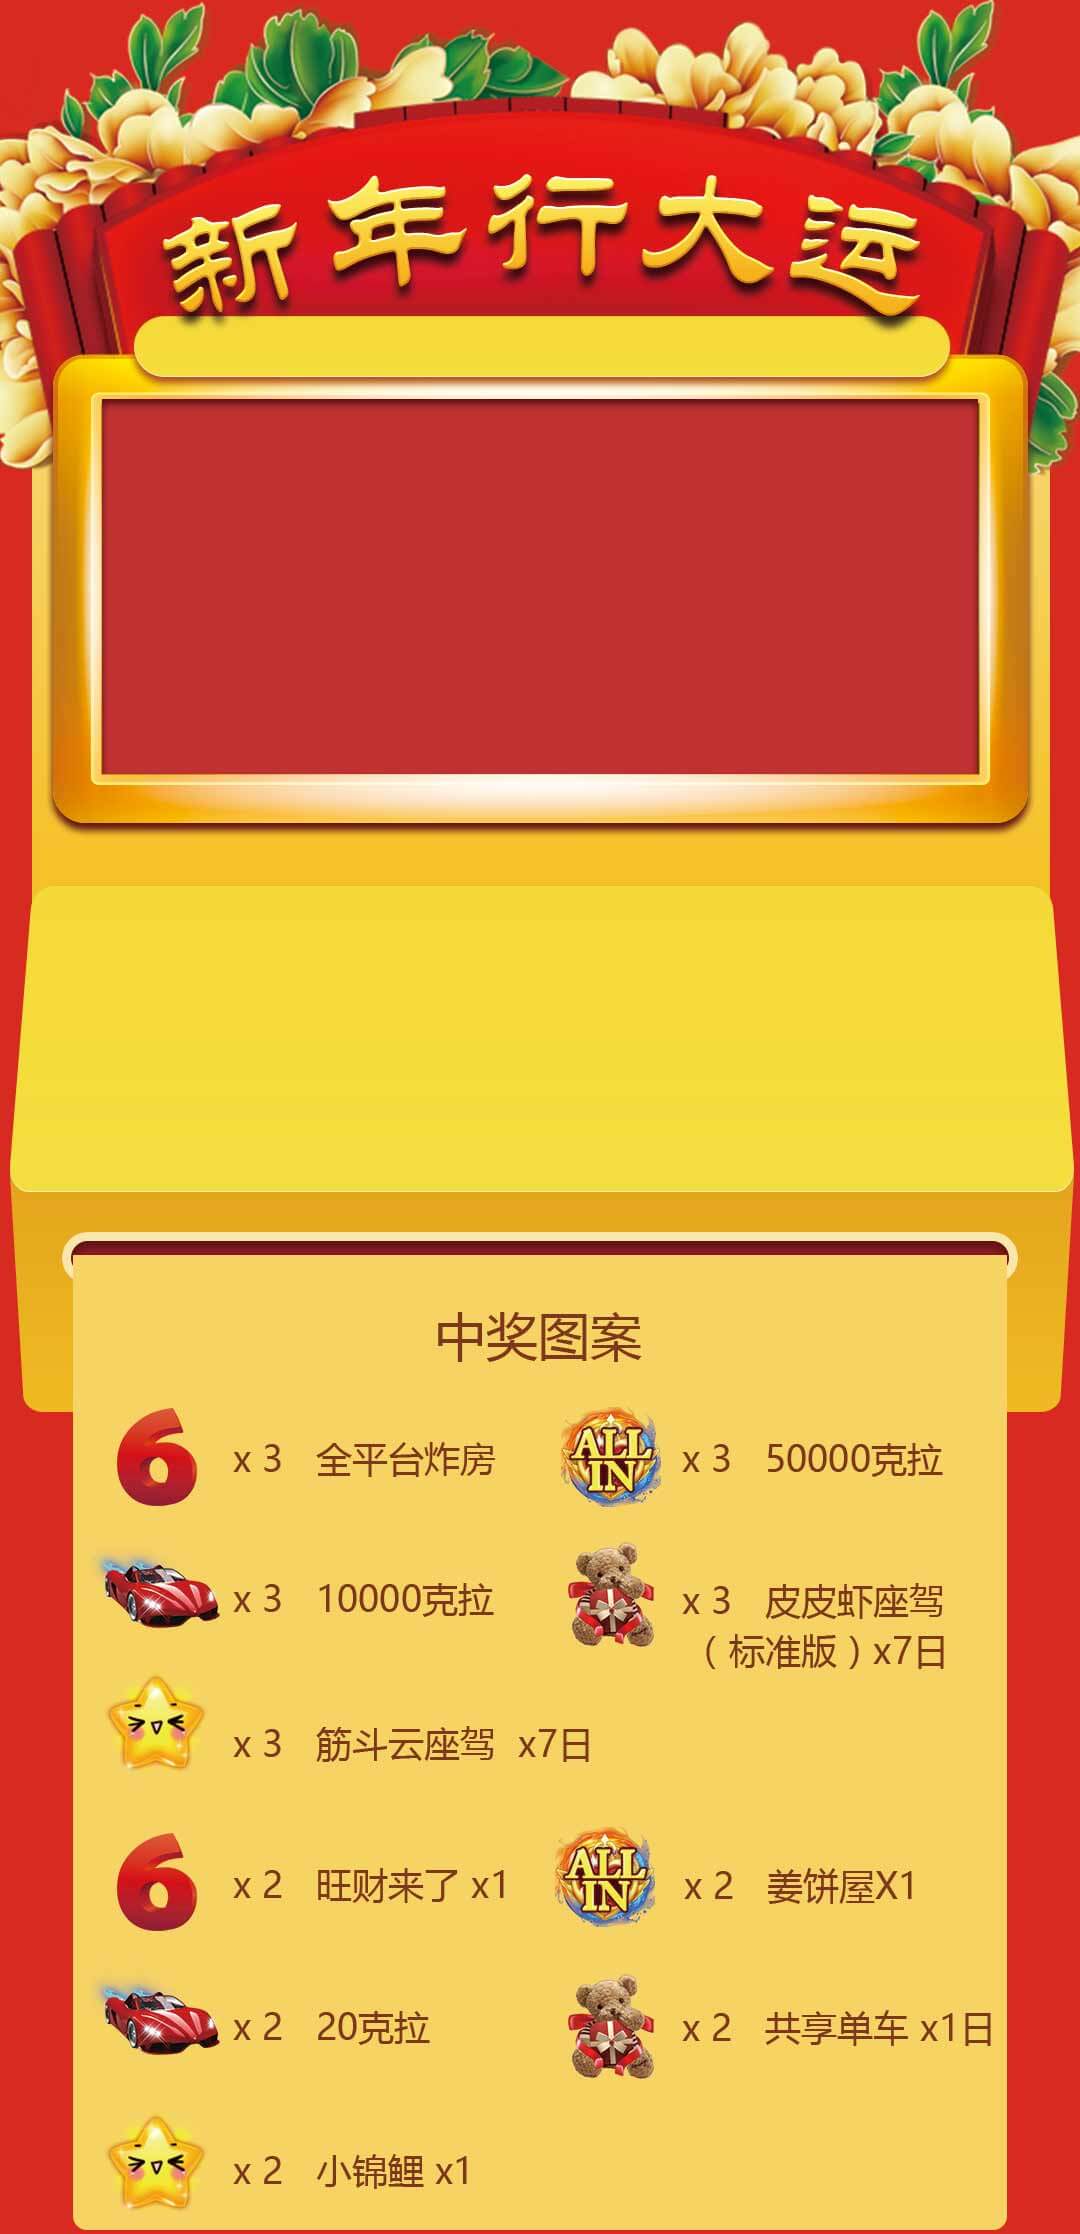 新年行大运
中奖图案
6 x 3 全平台炸房
ALL IN x 3 50000克拉
x 3 10000克拉
x 3 皮皮虾座驾
（标准版）x7日
x 3 筋斗云座驾 x7日
6 x 2 旺财来了 x1
ALL IN x 2 姜饼屋X1
x 2 20克拉
x 2 共享单车 x1日
x 2 小锦鲤 x1